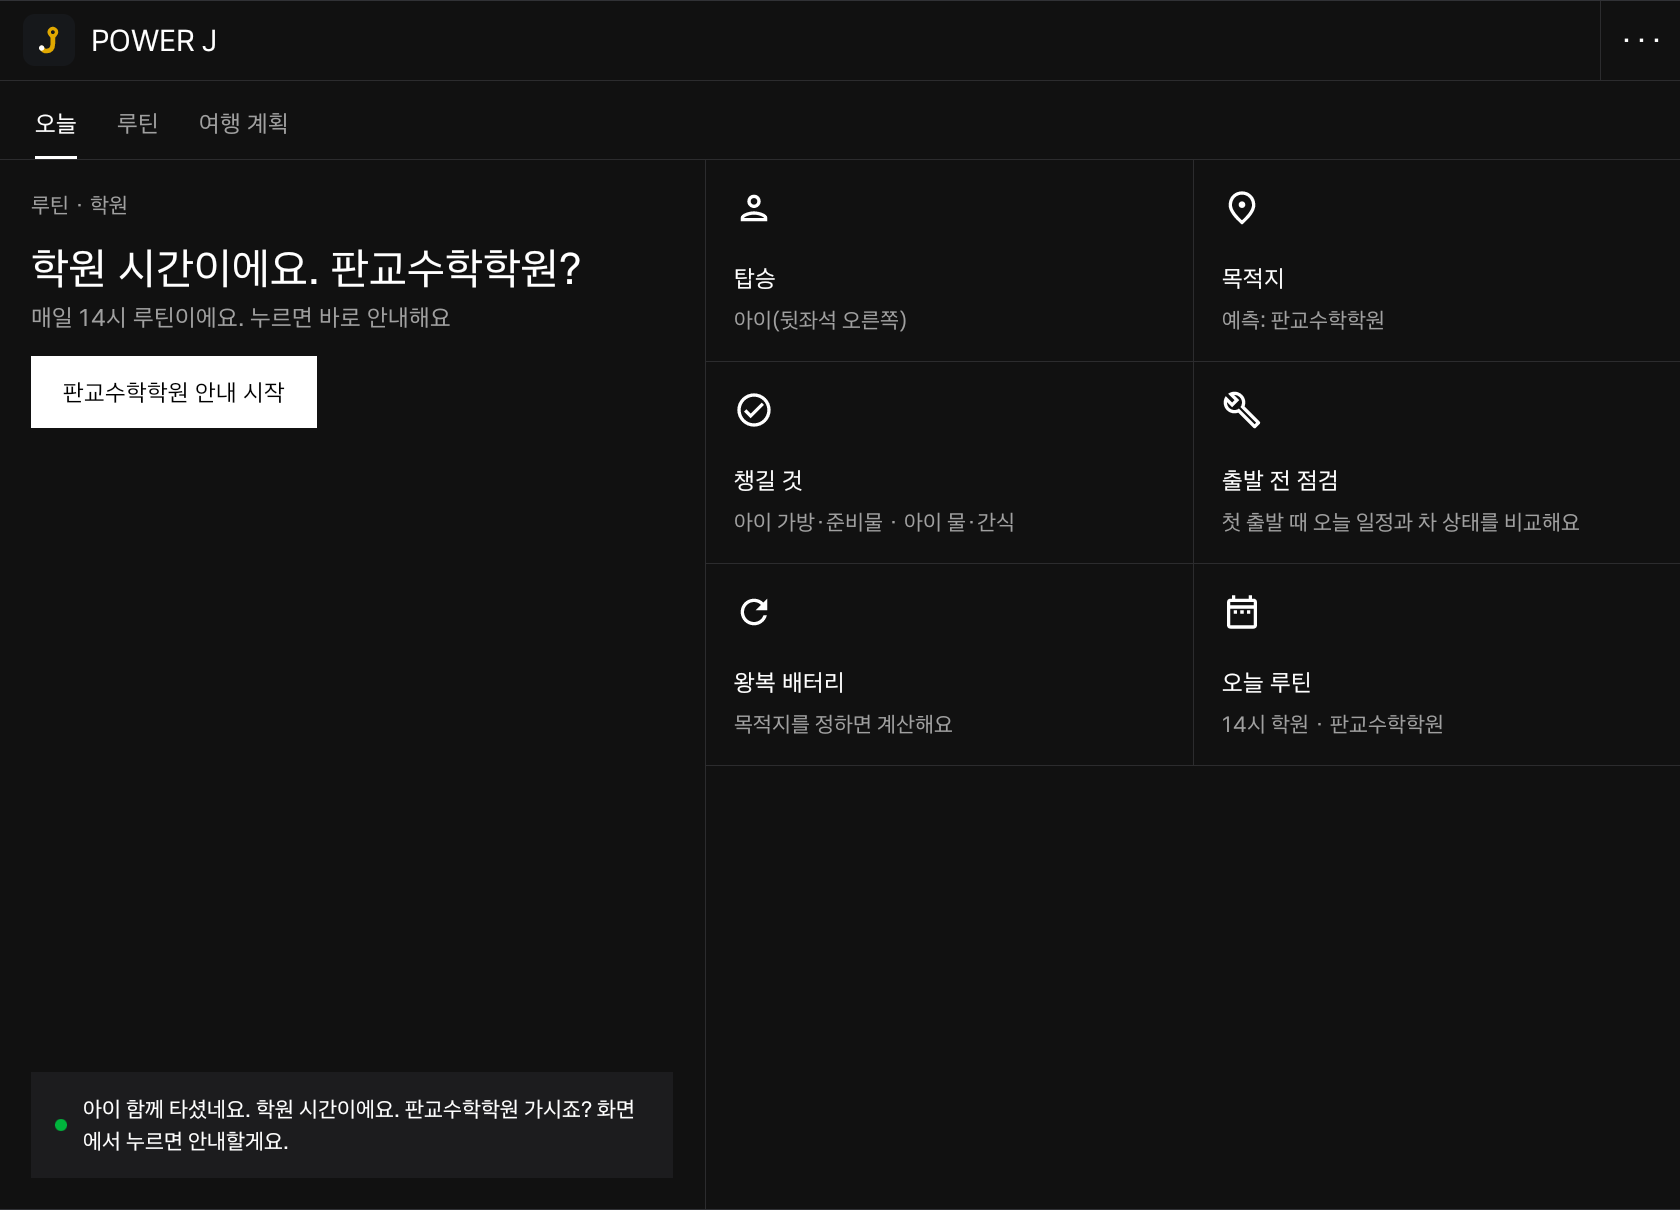 POWER J
오늘
루틴
여행 계획
루틴 · 학원
학원 시간이에요. 판교수학학원?
매일 14시 루틴이에요. 누르면 바로 안내해요
판교수학학원 안내 시작
아이 함께 타셨네요. 학원 시간이에요. 판교수학학원 가시죠? 화면
에서 누르면 안내할게요.
탑승
아이(뒷좌석 오른쪽)
목적지
예측: 판교수학학원
챙길 것
아이 가방·준비물 · 아이 물·간식
출발 전 점검
첫 출발 때 오늘 일정과 차 상태를 비교해요
왕복 배터리
목적지를 정하면 계산해요
오늘 루틴
14시 학원 · 판교수학학원